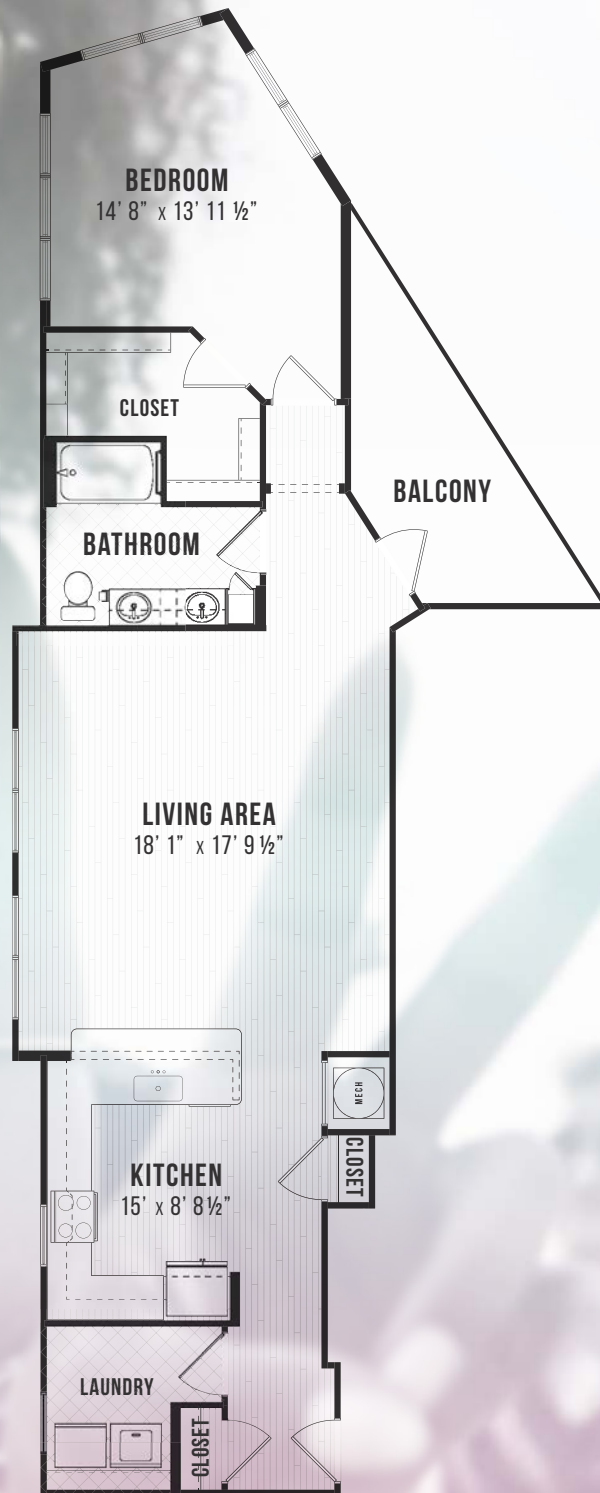 BEDROOM
14' 8" x 13' 11 ½"
CLOSET
BALCONY
BATHROOM
LIVING AREA
18' 1" x 17' 9 ½"
MECH
CLOSET
KITCHEN
15' x 8' 8½"
LAUNDRY
CLOSET